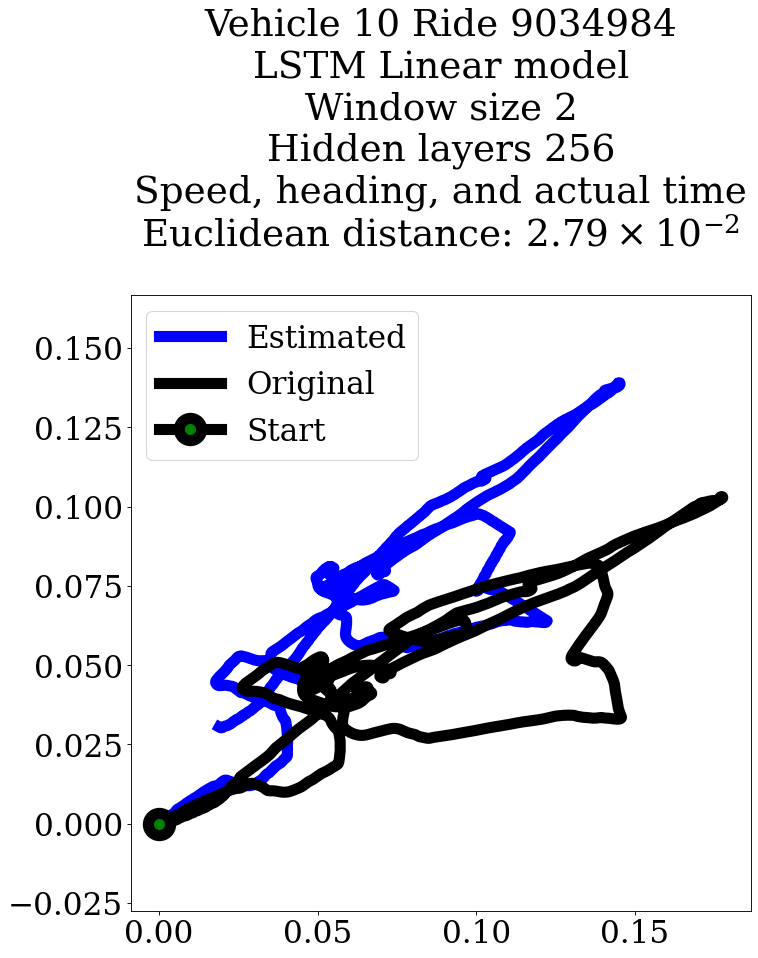 Vehicle 10 Ride 9034984
LSTM Linear model
Window size 2
Hidden layers 256
Speed, heading, and actual time
Euclidean distance: 2.79 × 10⁻²
Estimated
Original
Start
0.150
0.125
0.100
0.075
0.050
0.025
0.000
−0.025
0.00 0.05 0.10 0.15